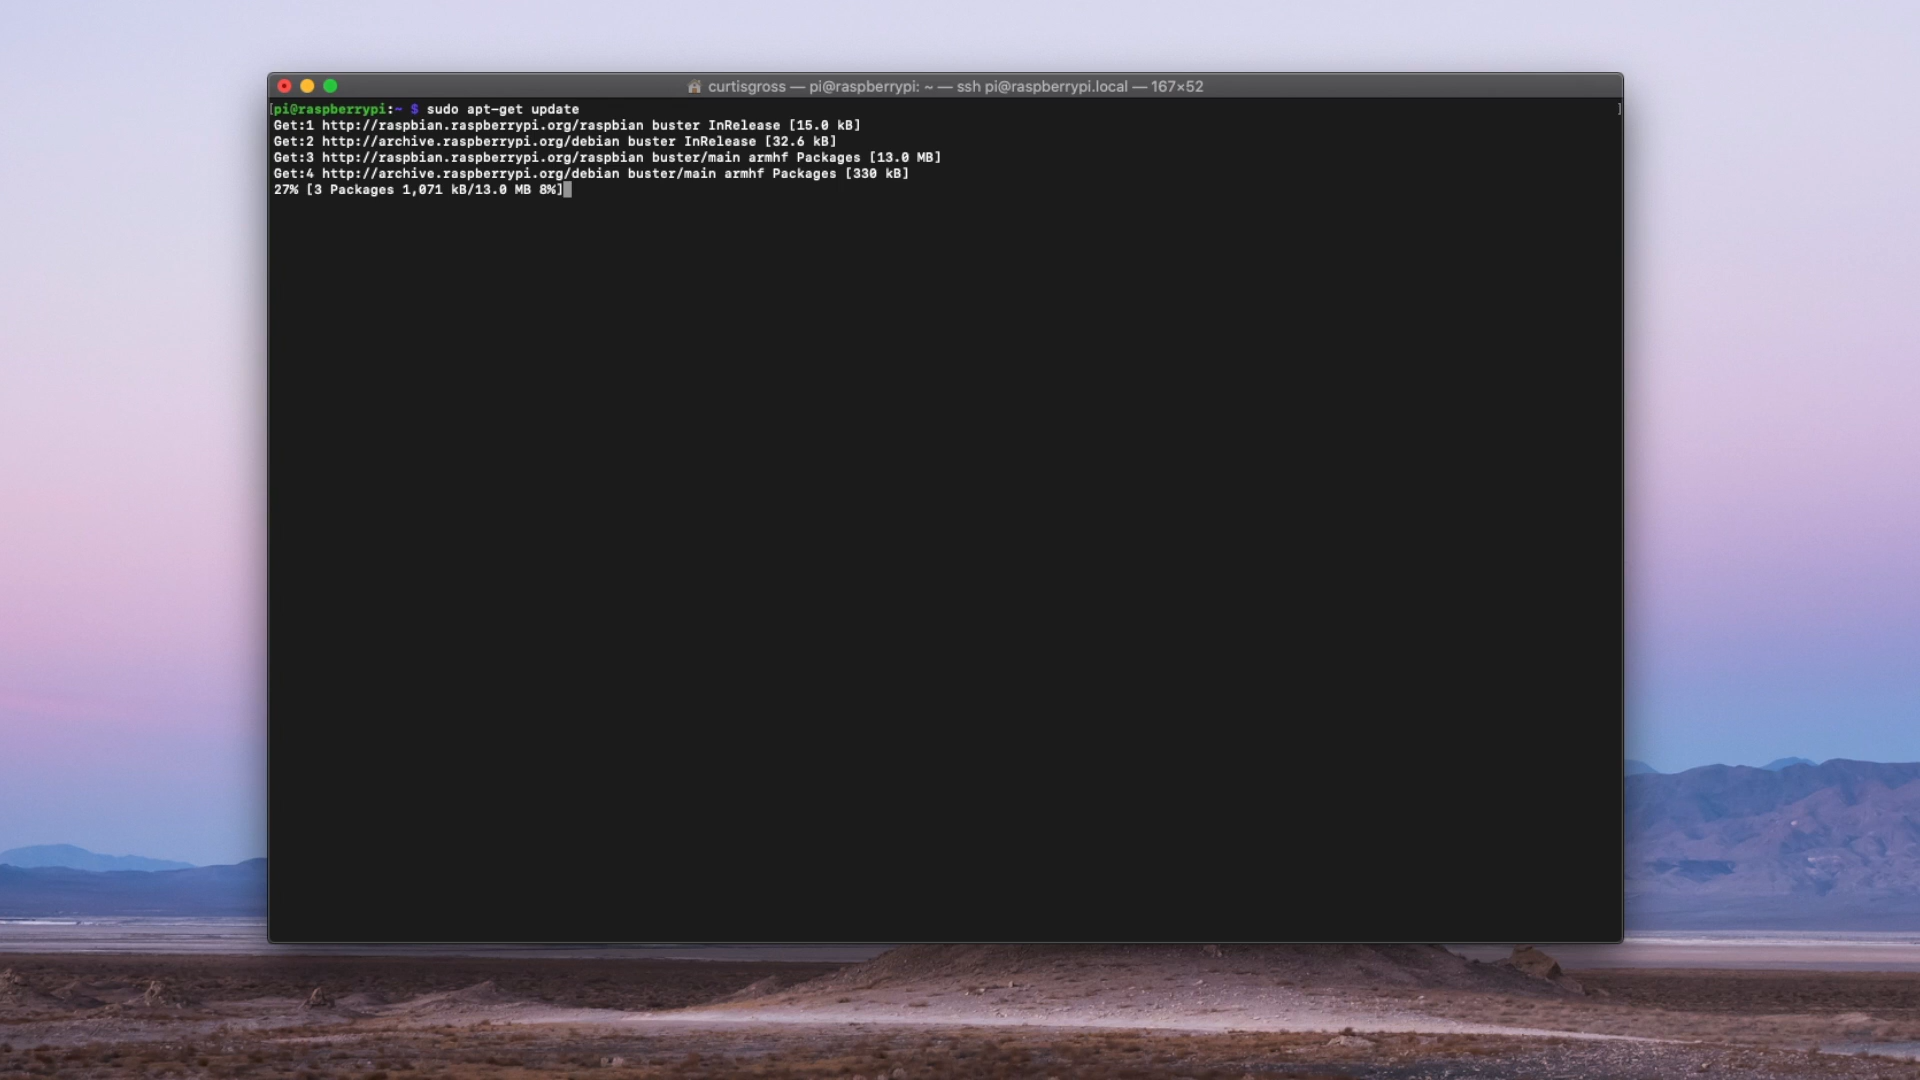 curtisgross — pi@raspberrypi: ~ — ssh pi@raspberrypi.local — 167×52
[pi@raspberrypi:~ $ sudo apt-get update ]
Get:1 http://raspbian.raspberrypi.org/raspbian buster InRelease [15.0 kB]
Get:2 http://archive.raspberrypi.org/debian buster InRelease [32.6 kB]
Get:3 http://raspbian.raspberrypi.org/raspbian buster/main armhf Packages [13.0 MB]
Get:4 http://archive.raspberrypi.org/debian buster/main armhf Packages [330 kB]
27% [3 Packages 1,071 kB/13.0 MB 8%]